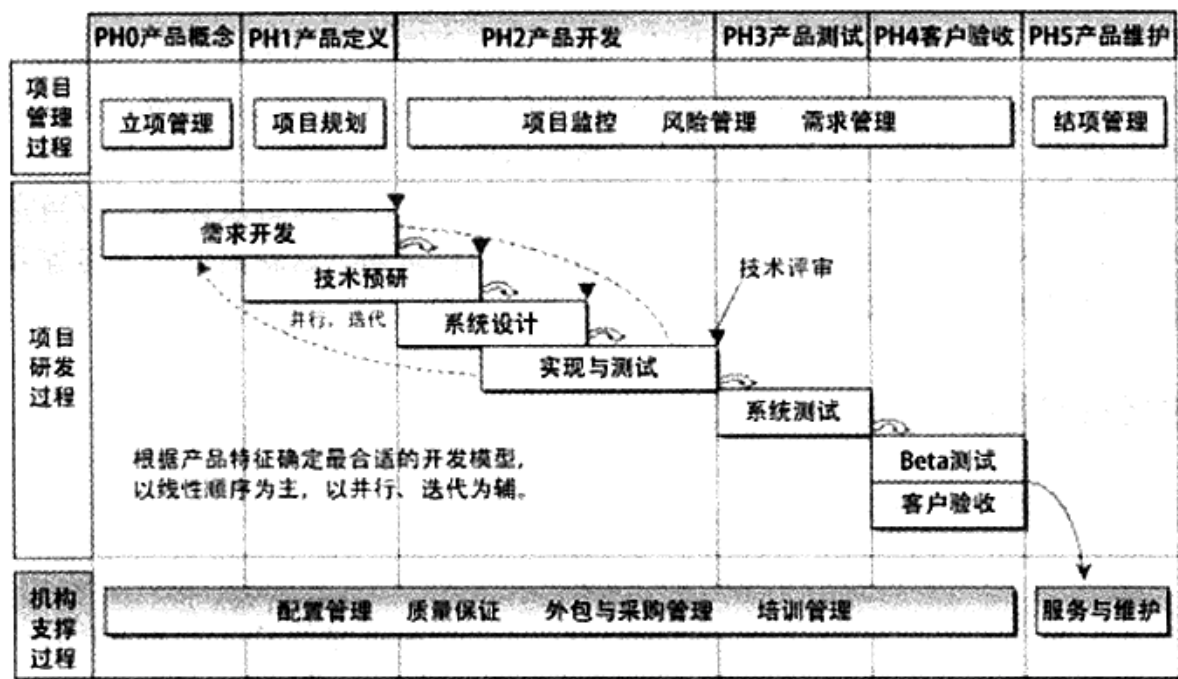 PH0产品概念 PH1产品定义 PH2产品开发 PH3产品测试 PH4客户验收 PH5产品维护
项目
管理
过程
立项管理 项目规划 项目监控 风险管理 需求管理 结项管理
项目
研发
过程
需求开发
技术预研
并行，迭代
系统设计
实现与测试
技术评审
系统测试
Beta测试
客户验收
根据产品特征确定最合适的开发模型，
以线性顺序为主，以并行、迭代为辅。
机构
支撑
过程
配置管理 质量保证 外包与采购管理 培训管理 服务与维护